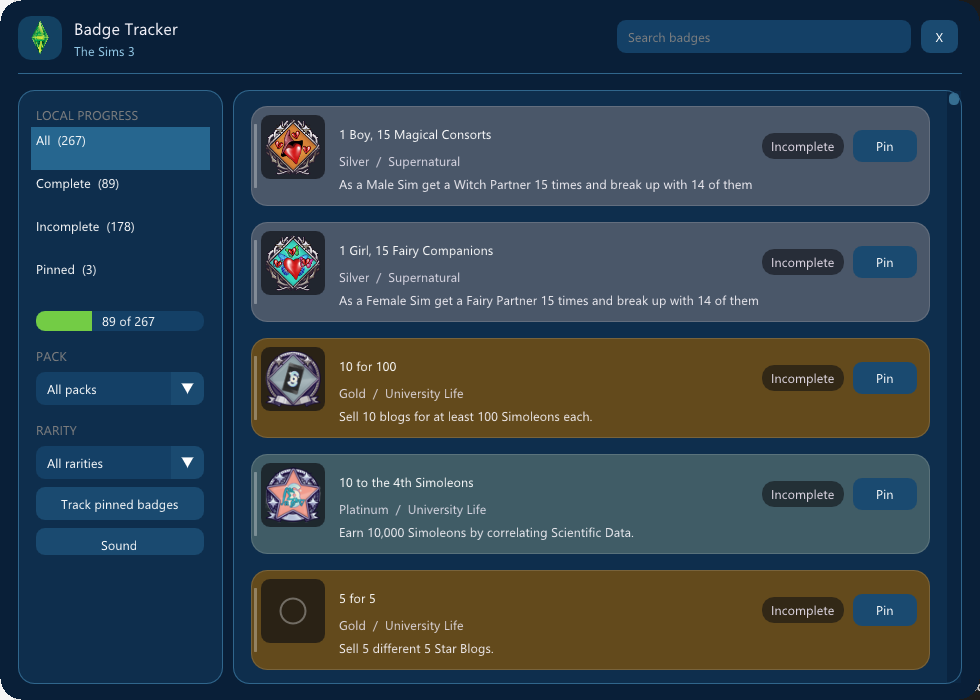 Badge Tracker
The Sims 3
Search badges
X
LOCAL PROGRESS
All (267)
Complete (89)
Incomplete (178)
Pinned (3)
89 of 267
PACK
All packs
RARITY
All rarities
Track pinned badges
Sound
1 Boy, 15 Magical Consorts
Silver / Supernatural
As a Male Sim get a Witch Partner 15 times and break up with 14 of them
Incomplete
Pin
1 Girl, 15 Fairy Companions
Silver / Supernatural
As a Female Sim get a Fairy Partner 15 times and break up with 14 of them
Incomplete
Pin
10 for 100
Gold / University Life
Sell 10 blogs for at least 100 Simoleons each.
Incomplete
Pin
10 to the 4th Simoleons
Platinum / University Life
Earn 10,000 Simoleons by correlating Scientific Data.
Incomplete
Pin
5 for 5
Gold / University Life
Sell 5 different 5 Star Blogs.
Incomplete
Pin